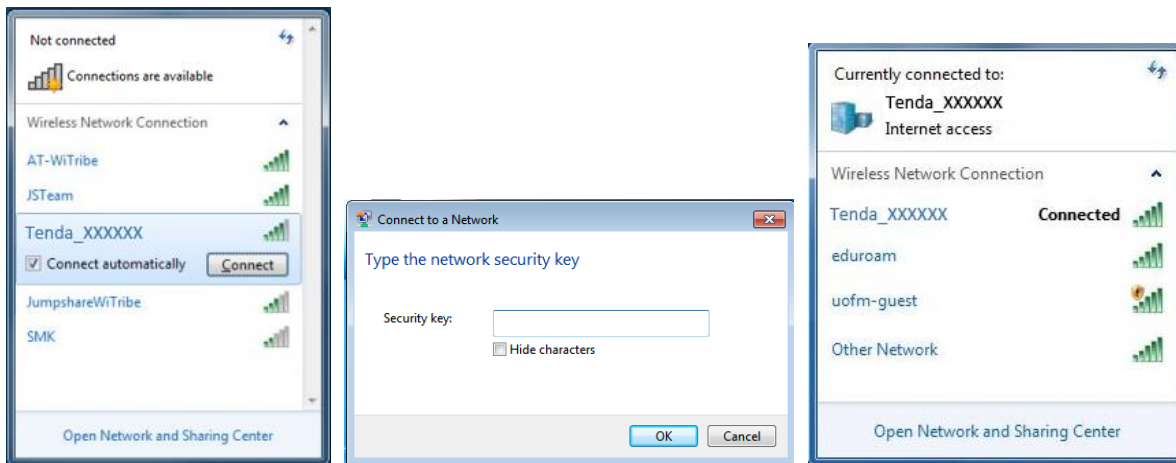 Not connected
Connections are available
Wireless Network Connection
AT-WiTribe
JSTeam
Tenda_XXXXXX
Connect automatically Connect
JumpshareWiTribe
SMK
Open Network and Sharing Center
Connect to a Network
Type the network security key
Security key:
Hide characters
OK Cancel
Currently connected to:
Tenda_XXXXXX
Internet access
Wireless Network Connection
Tenda_XXXXXX Connected
eduroam
uofm-guest
Other Network
Open Network and Sharing Center